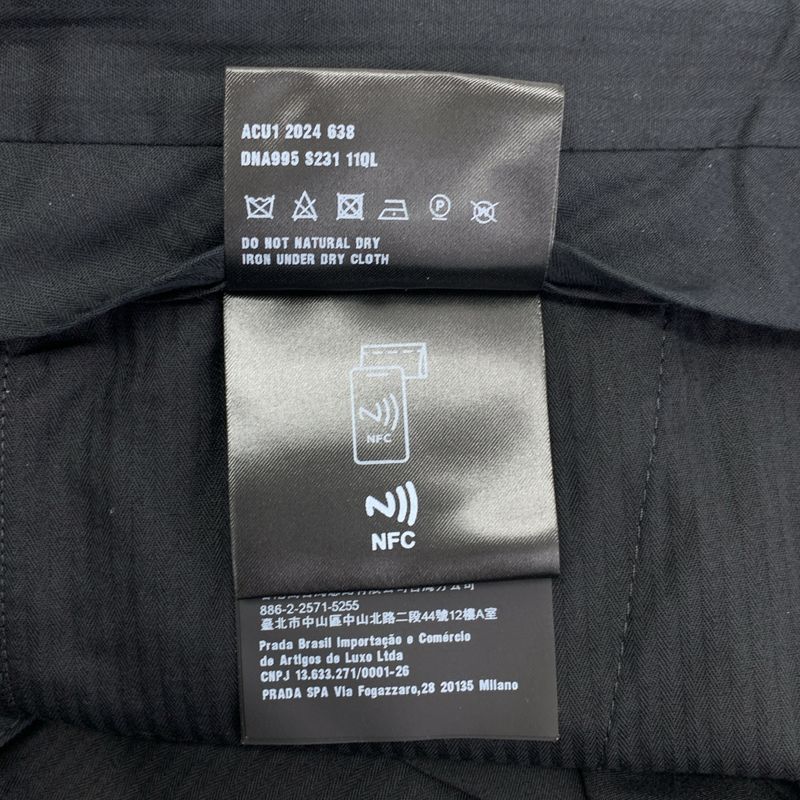 ACU1 2024 638
DNA995 S231 11QL
P
W
DO NOT NATURAL DRY
IRON UNDER DRY CLOTH
NFC
NFC
886-2-2571-5255
臺北市中山區中山北路二段44號12樓A室
Prada Brasil Importação e Comércio
de Artigos de Luxo Ltda
CNPJ 13.633.271/0001-26
PRADA SPA Via Fogazzaro,28 20135 Milano